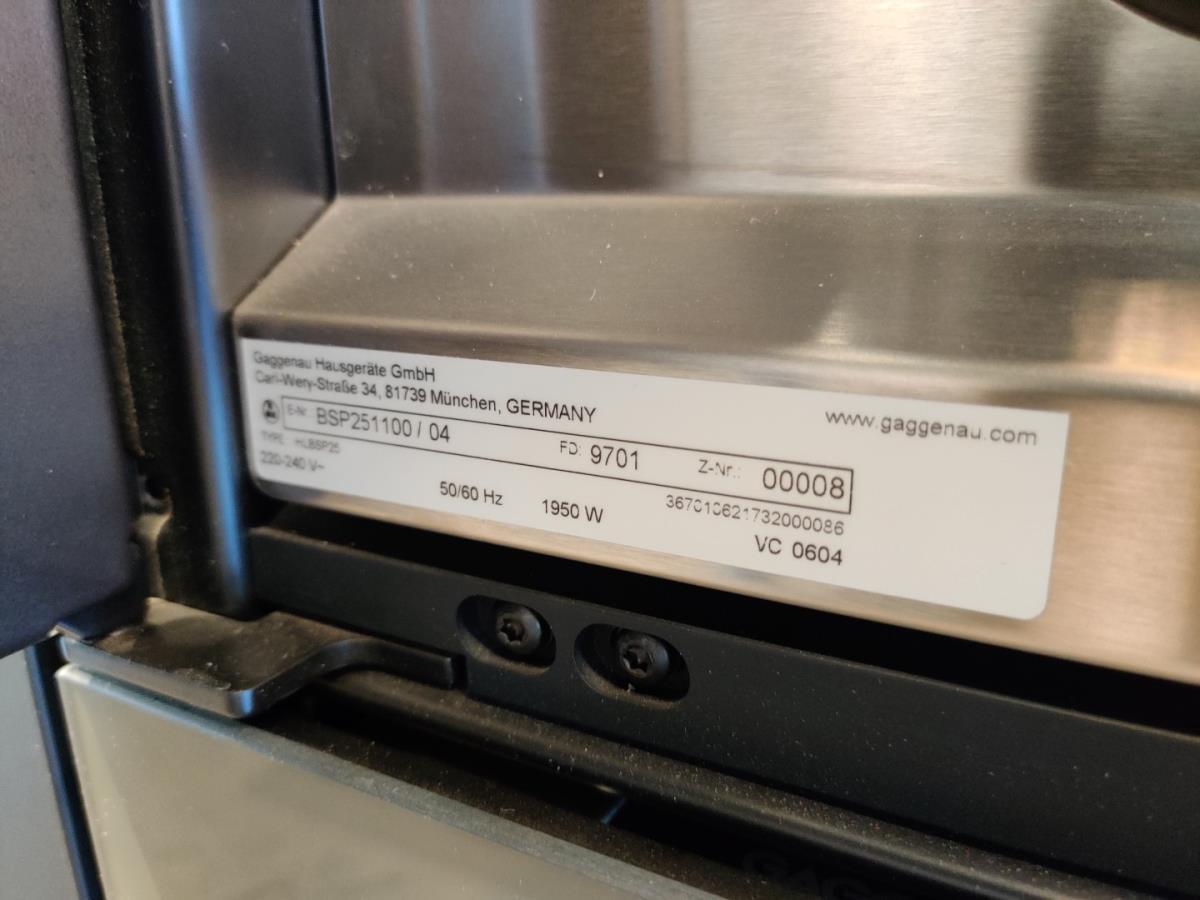 Gaggenau Hausgeräte GmbH
Carl-Wery-Straße 34, 81739 München, GERMANY
www.gaggenau.com
E-Nr. BSP251100 / 04 FD: 9701 Z-Nr.: 00008
TYPE HLBSP25
367010621732000086
220-240 V~ 50/60 Hz 1950 W
VC 0604